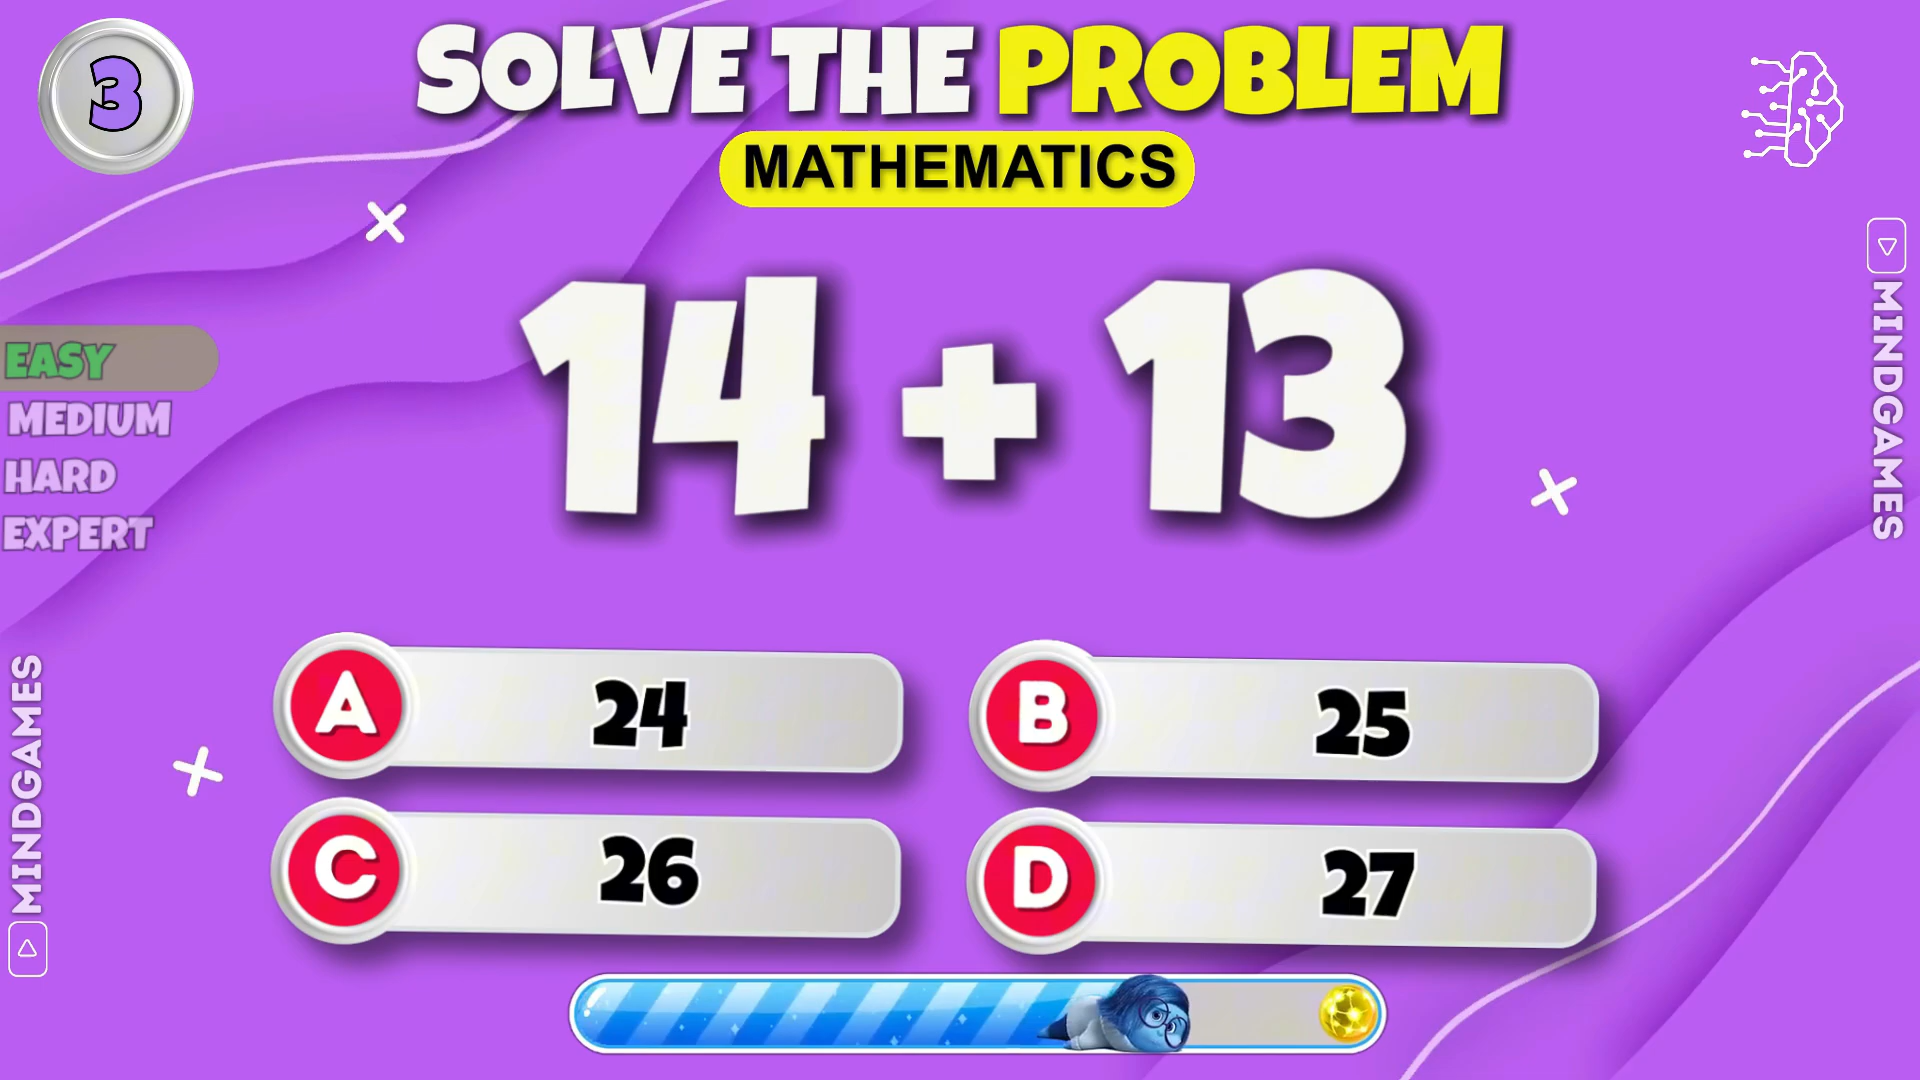 3
SOLVE THE PROBLEM
MATHEMATICS
14 + 13
EASY
MEDIUM
HARD
EXPERT
MINDGAMES
MINDGAMES
A 24
B 25
C 26
D 27